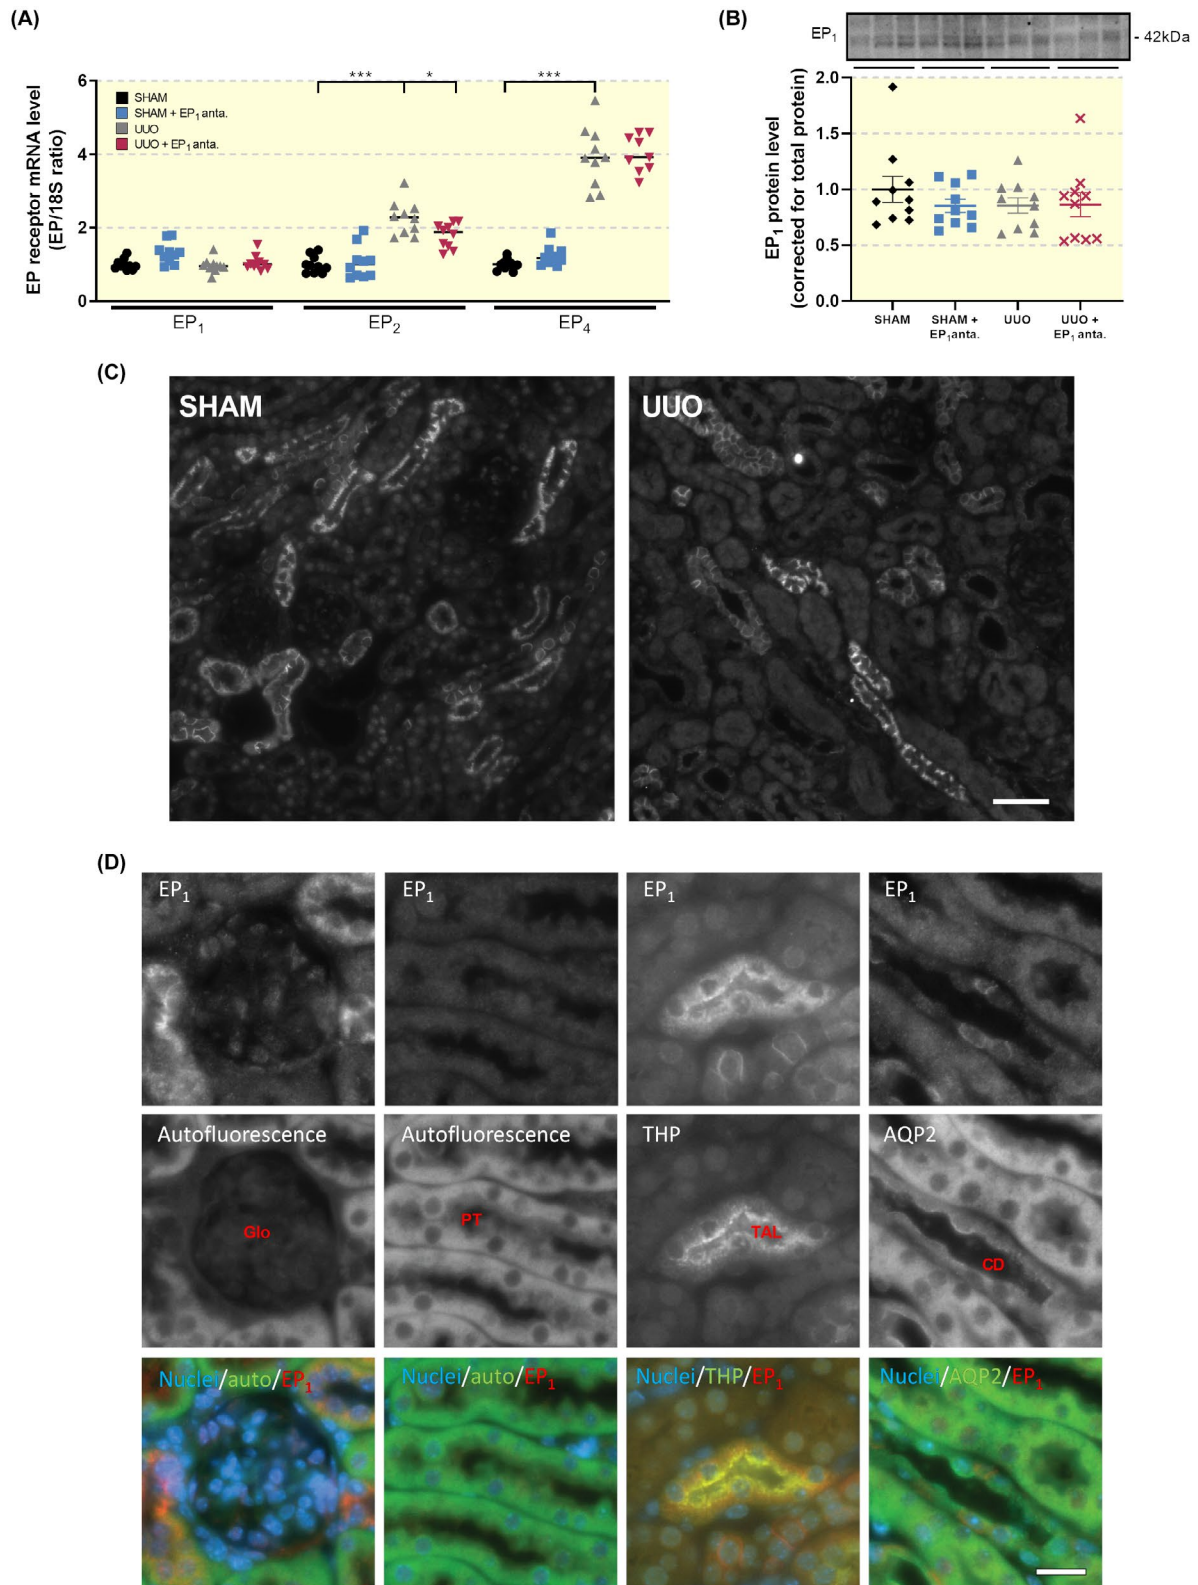 (A)
EP receptor mRNA level
(EP/18S ratio)
6
4
2
0
SHAM
SHAM + EP₁ anta.
UUO
UUO + EP₁ anta.
*** * ***
EP₁ EP₂ EP₄
(B)
EP₁ - 42kDa
EP₁ protein level
(corrected for total protein)
2.0
1.5
1.0
0.5
0.0
SHAM SHAM + UUO UUO +
EP₁anta. EP₁ anta.
(C)
SHAM UUO
(D)
EP₁ EP₁ EP₁ EP₁
Autofluorescence Autofluorescence THP AQP2
Glo PT TAL CD
Nuclei/auto/EP₁ Nuclei/auto/EP₁ Nuclei/THP/EP₁ Nuclei/AQP2/EP₁